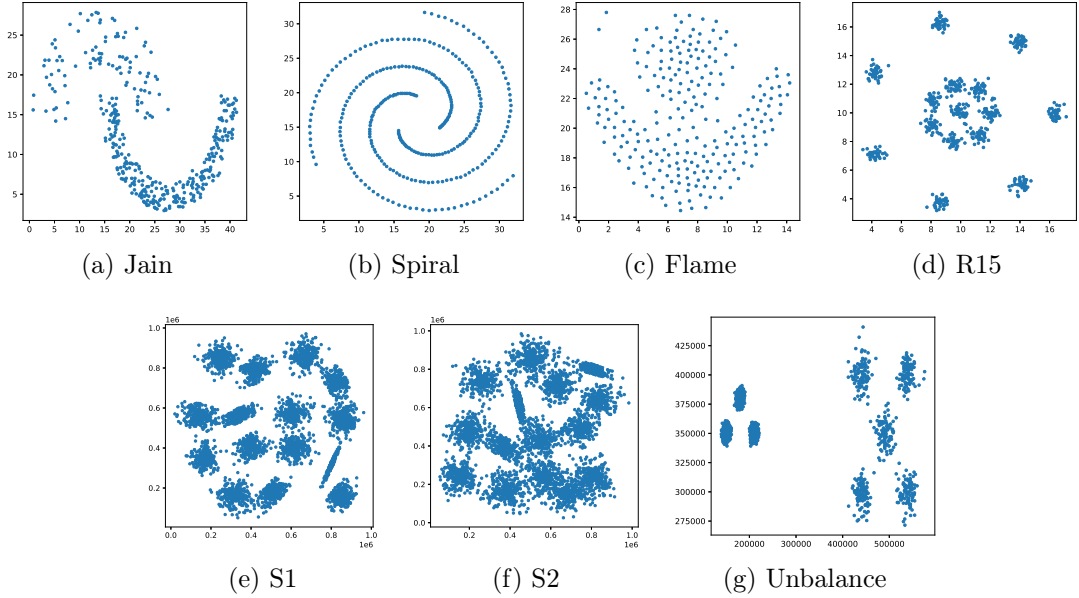 25
20
15
10
5
0 5 10 15 20 25 30 35 40
(a) Jain
30
25
20
15
10
5
5 10 15 20 25 30
(b) Spiral
28
26
24
22
20
18
16
14
0 2 4 6 8 10 12 14
(c) Flame
16
14
12
10
8
6
4
4 6 8 10 12 14 16
(d) R15
1e6
1.0
0.8
0.6
0.4
0.2
0.0 0.2 0.4 0.6 0.8 1.0
1e6
(e) S1
1e6
1.0
0.8
0.6
0.4
0.2
0.0
0.2 0.4 0.6 0.8 1.0
1e6
(f) S2
425000
400000
375000
350000
325000
300000
275000
200000 300000 400000 500000
(g) Unbalance